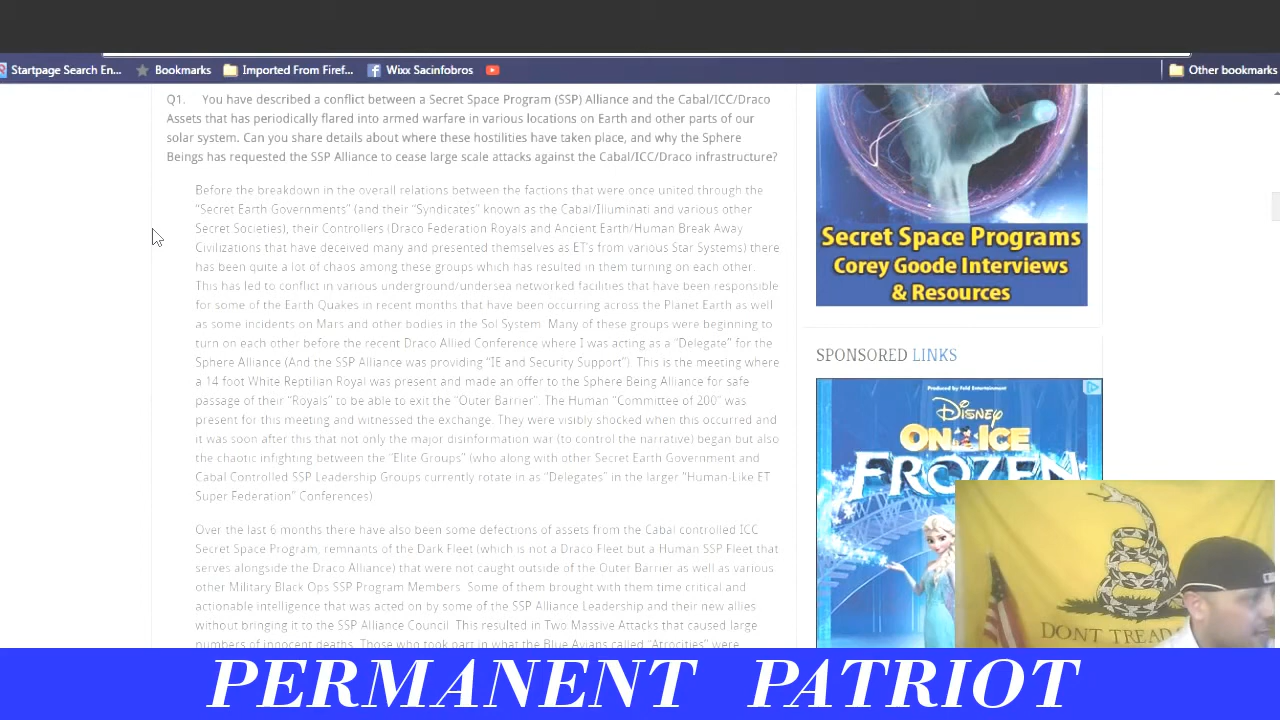 Startpage Search En...
Bookmarks
Imported From Firef...
Wixx Sacinfobros
Other bookmarks
Q1. You have described a conflict between a Secret Space Program (SSP) Alliance and the Cabal/ICC/Draco
Assets that has periodically flared into armed warfare in various locations on Earth and other parts of our
solar system. Can you share details about where these hostilities have taken place, and why the Sphere
Beings has requested the SSP Alliance to cease large scale attacks against the Cabal/ICC/Draco infrastructure?
Before the breakdown in the overall relations between the factions that were once united through the
“Secret Earth Governments” (and their “Syndicates” known as the Cabal/Illuminati and various other
Secret Societies), their Controllers Draco Federation Royals and Ancient Earth/Human Break Away
Civilizations that have received many and presented themselves as ET's from various Star Systems) there
has been quite a lot of chaos among these groups which has resulted in them turning on each other.
This has led to conflict in various underground/undersea networked facilities that have been responsible
for some of the Earth Quakes in recent months that have been occurring across the Planet Earth as well
as some incidents on Mars and other bodies in the Sol System. Many of these groups were beginning to
turn on each other before the recent Draco Allied Conference where I was acting as a “Delegate” for the
Sphere Alliance (And the SSP Alliance was providing “IE and Security Support”). This is the meeting where
a 14 foot White Reptilian Royal was present and made an offer to the Sphere Being Alliance for safe
passage of their “Royals” to be able to exit the “Outer Barrier”. The Human “Committee of 200” was
present for this meeting and witnessed the exchange. They were visibly shocked when this occurred and
it was soon afterwards that not only the major disinformation war (to control the narrative) began but also
the chaotic fighting between the “Elite Groups” (who along with other Secret Earth Government and
Cabal Controlled SSP Leadership Groups currently rotate in as “Delegates” in the larger “Human-Like ET
Super Federation” Conferences)
Over the last 6 months there have also been some defections of assets from the Cabal controlled ICC
Secret Space Program, remnants of the Dark Fleet (which is not a Draco Fleet but a Human SSP Fleet that
serves alongside the Draco Alliance) that were not caught outside of the Outer Barrier as well as various
other Military Black Ops SSP Program Members. Some of them brought with them time critical and
actionable intelligence that was acted on by some of the SSP Alliance Leadership and their new allies
without bringing it to the SSP Alliance Council. This resulted in Two Massive Attacks that caused large
numbers of innocent deaths. Those who took part in what the Blue Avians called “Atrocities” were
Secret Space Programs
Corey Goode Interviews
& Resources
SPONSORED LINKS
Produced by Feld Entertainment
Disney
ON ICE
FROZEN
DONT TREAD
PERMANENT PATRIOT